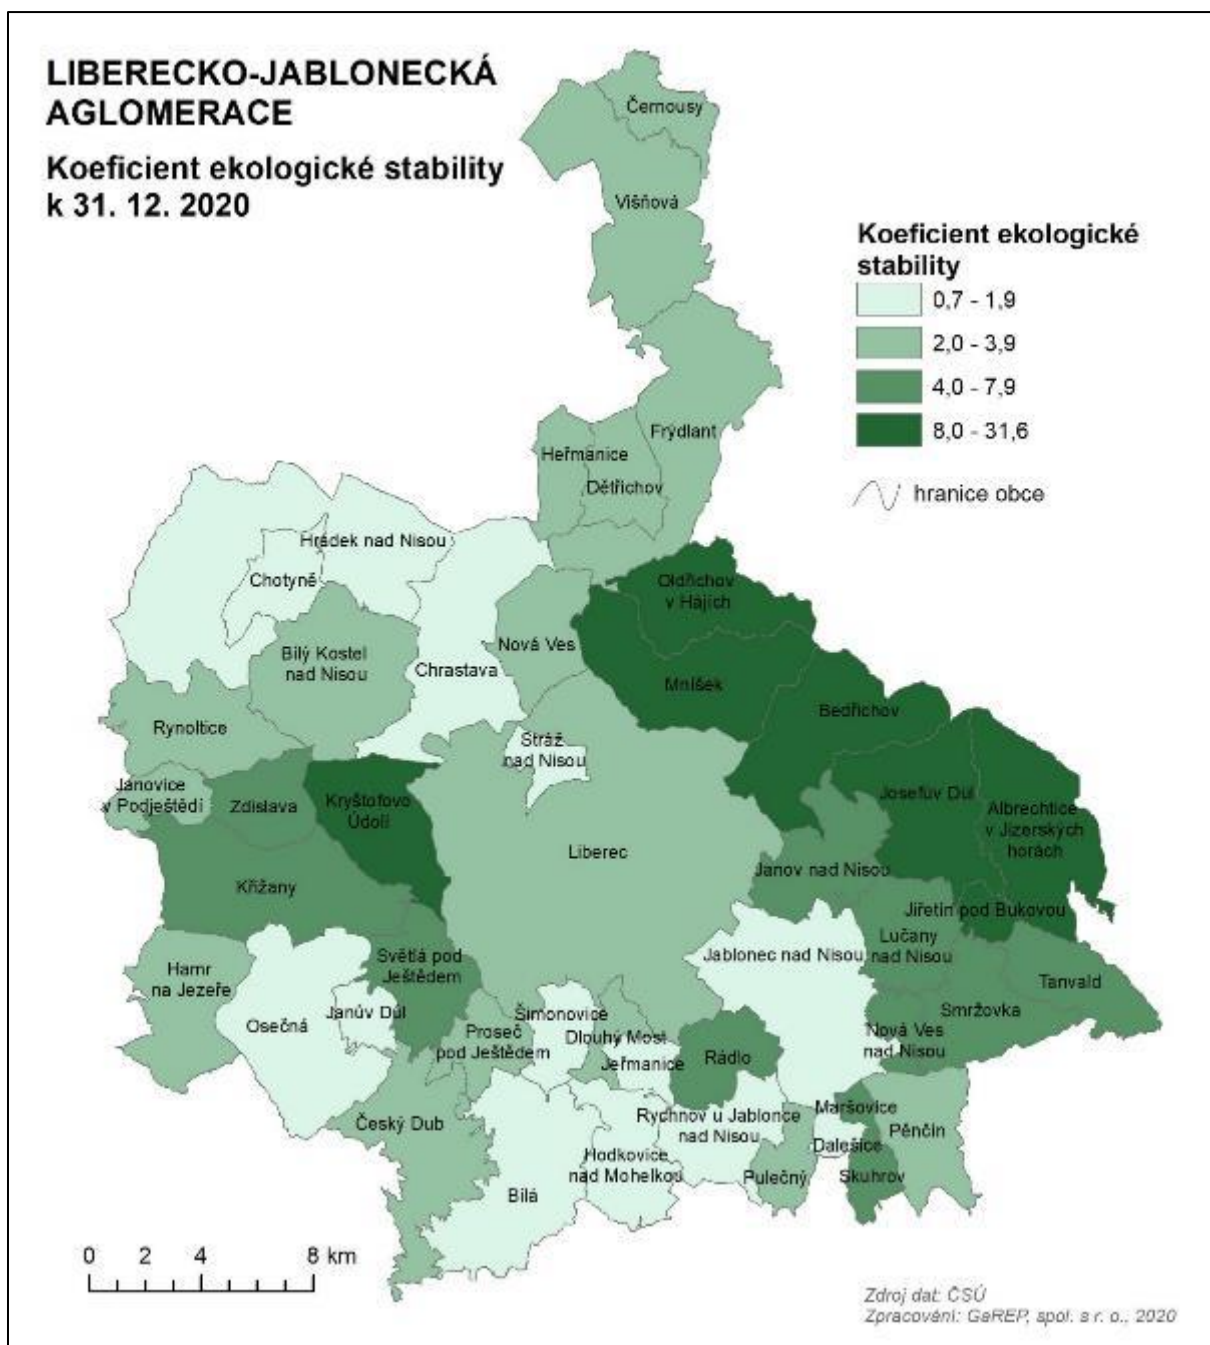 LIBERECKO-JABLONECKÁ
AGLOMERACE
Koeficient ekologické stability
k 31. 12. 2020
Koeficient ekologické
stability
0,7 - 1,9
2,0 - 3,9
4,0 - 7,9
8,0 - 31,6
hranice obce
Černousy
Višňová
Frýdlant
Heřmanice
Dětřichov
Hrádek nad Nisou
Chotyně
Oldřichov
v Hájích
Bílý Kostel
nad Nisou
Nová Ves
Chrastava
Mníšek
Bedřichov
Rynoltice
Stráž
nad Nisou
Janovice
v Podještědí
Zdislava
Kryštofovo
Údolí
Josefův Důl
Albrechtice
v Jizerských
horách
Liberec
Janov nad Nisou
Křižany
Jiřetín pod Bukovou
Lučany
nad Nisou
Jablonec nad Nisou
Světlá pod
Ještědem
Hamr
na Jezeře
Tanvald
Osečná
Janův Důl
Šimonovice
Smržovka
Proseč
pod Ještědem
Dlouhý Most
Jeřmanice
Rádlo
Nová Ves
nad Nisou
Český Dub
Rychnov u Jablonce
nad Nisou
Maršovice
Pěnčín
Dalešice
Hodkovice
nad Mohelkou
Pulečný
Skuhrov
Bílá
0 2 4 8 km
Zdroj dat: ČSÚ
Zpracování: GaREP, spol. s r. o., 2020